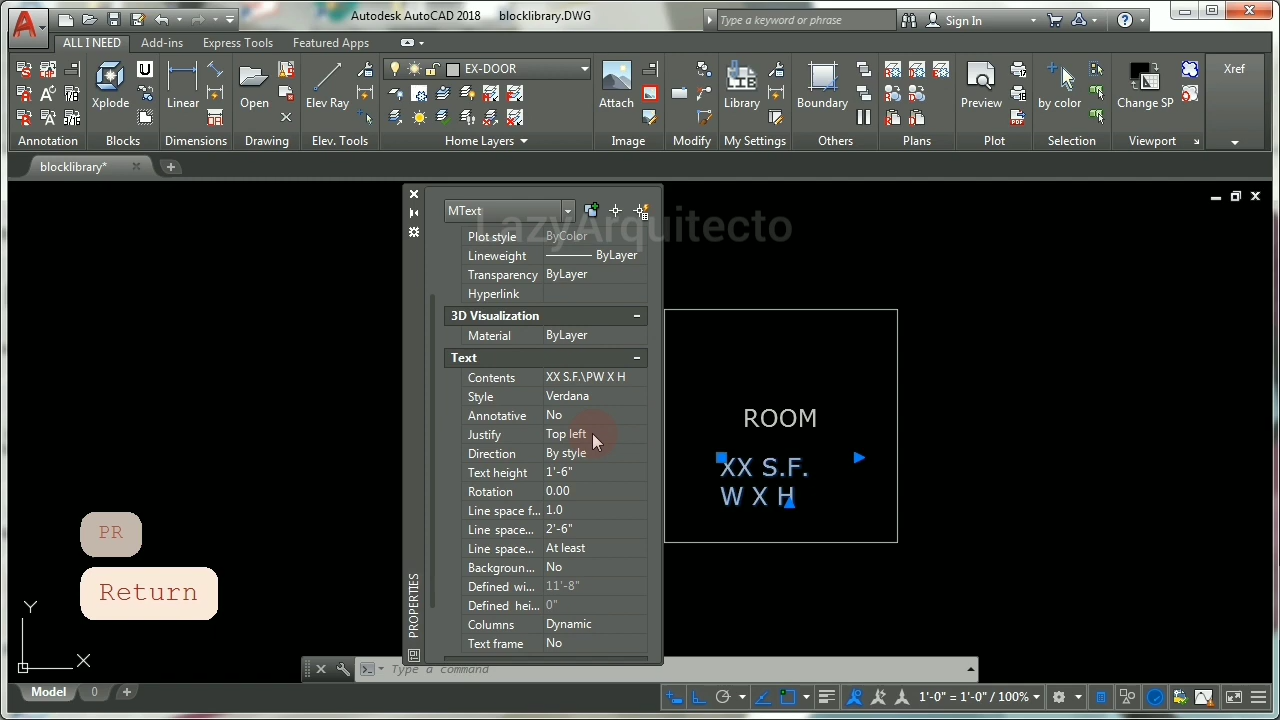 Autodesk AutoCAD 2018 blocklibrary.DWG
Type a keyword or phrase
Sign In
ALL I NEED
Add-ins
Express Tools
Featured Apps
Xplode
Linear
Open
Elev Ray
EX-DOOR
Attach
Library
Boundary
Preview
by color
Change SP
Xref
Annotation
Blocks
Dimensions
Drawing
Elev. Tools
Home Layers
Image
Modify
My Settings
Others
Plans
Plot
Selection
Viewport
blocklibrary*
MText
LazyArquitecto
Plot style ByColor
Lineweight ByLayer
Transparency ByLayer
Hyperlink
3D Visualization
Material ByLayer
Text
Contents XX S.F.\PW X H
Style Verdana
Annotative No
Justify Top left
Direction By style
Text height 1'-6"
Rotation 0.00
Line space f... 1.0
Line space... 2'-6"
Line space... At least
Backgroun... No
Defined wi... 11'-8"
Defined hei... 0"
Columns Dynamic
Text frame No
PROPERTIES
ROOM
XX S.F.
W X H
PR
Return
Y
X
Type a command
Model
0
1'-0" = 1'-0" / 100%